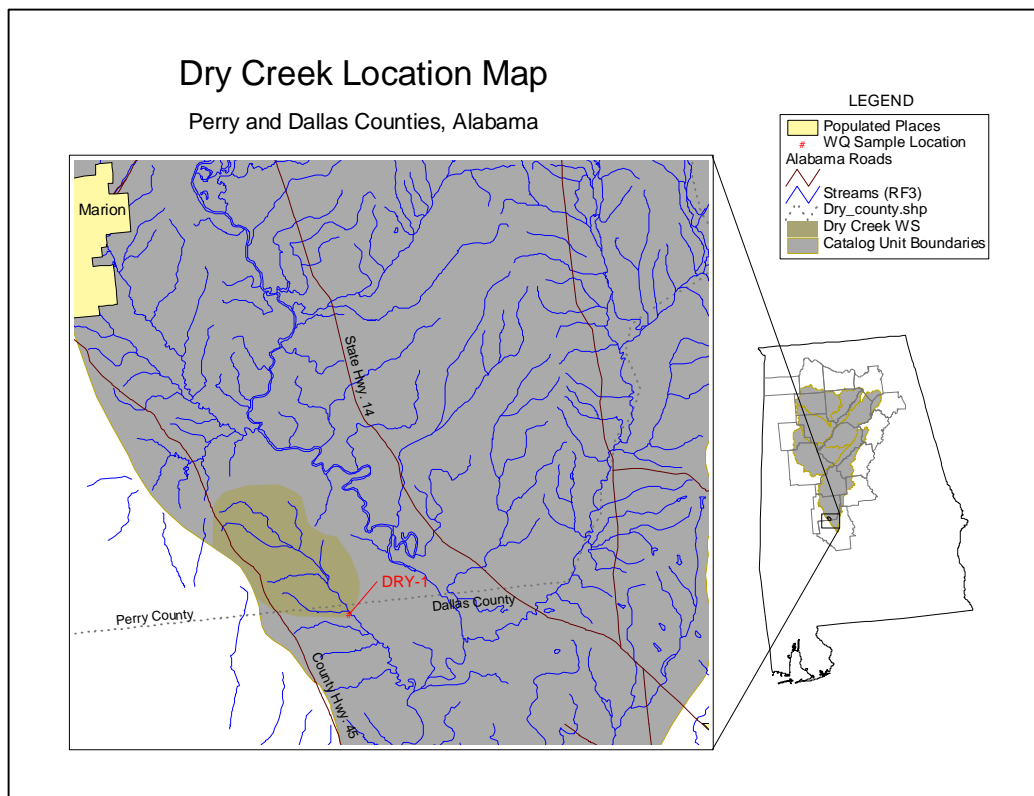 Dry Creek Location Map
Perry and Dallas Counties, Alabama
LEGEND
Populated Places
# WQ Sample Location
Alabama Roads
Streams (RF3)
Dry_county.shp
Dry Creek WS
Catalog Unit Boundaries
Marion
State Hwy. 14
DRY-1
Perry County
Dallas County
County Hwy. 45